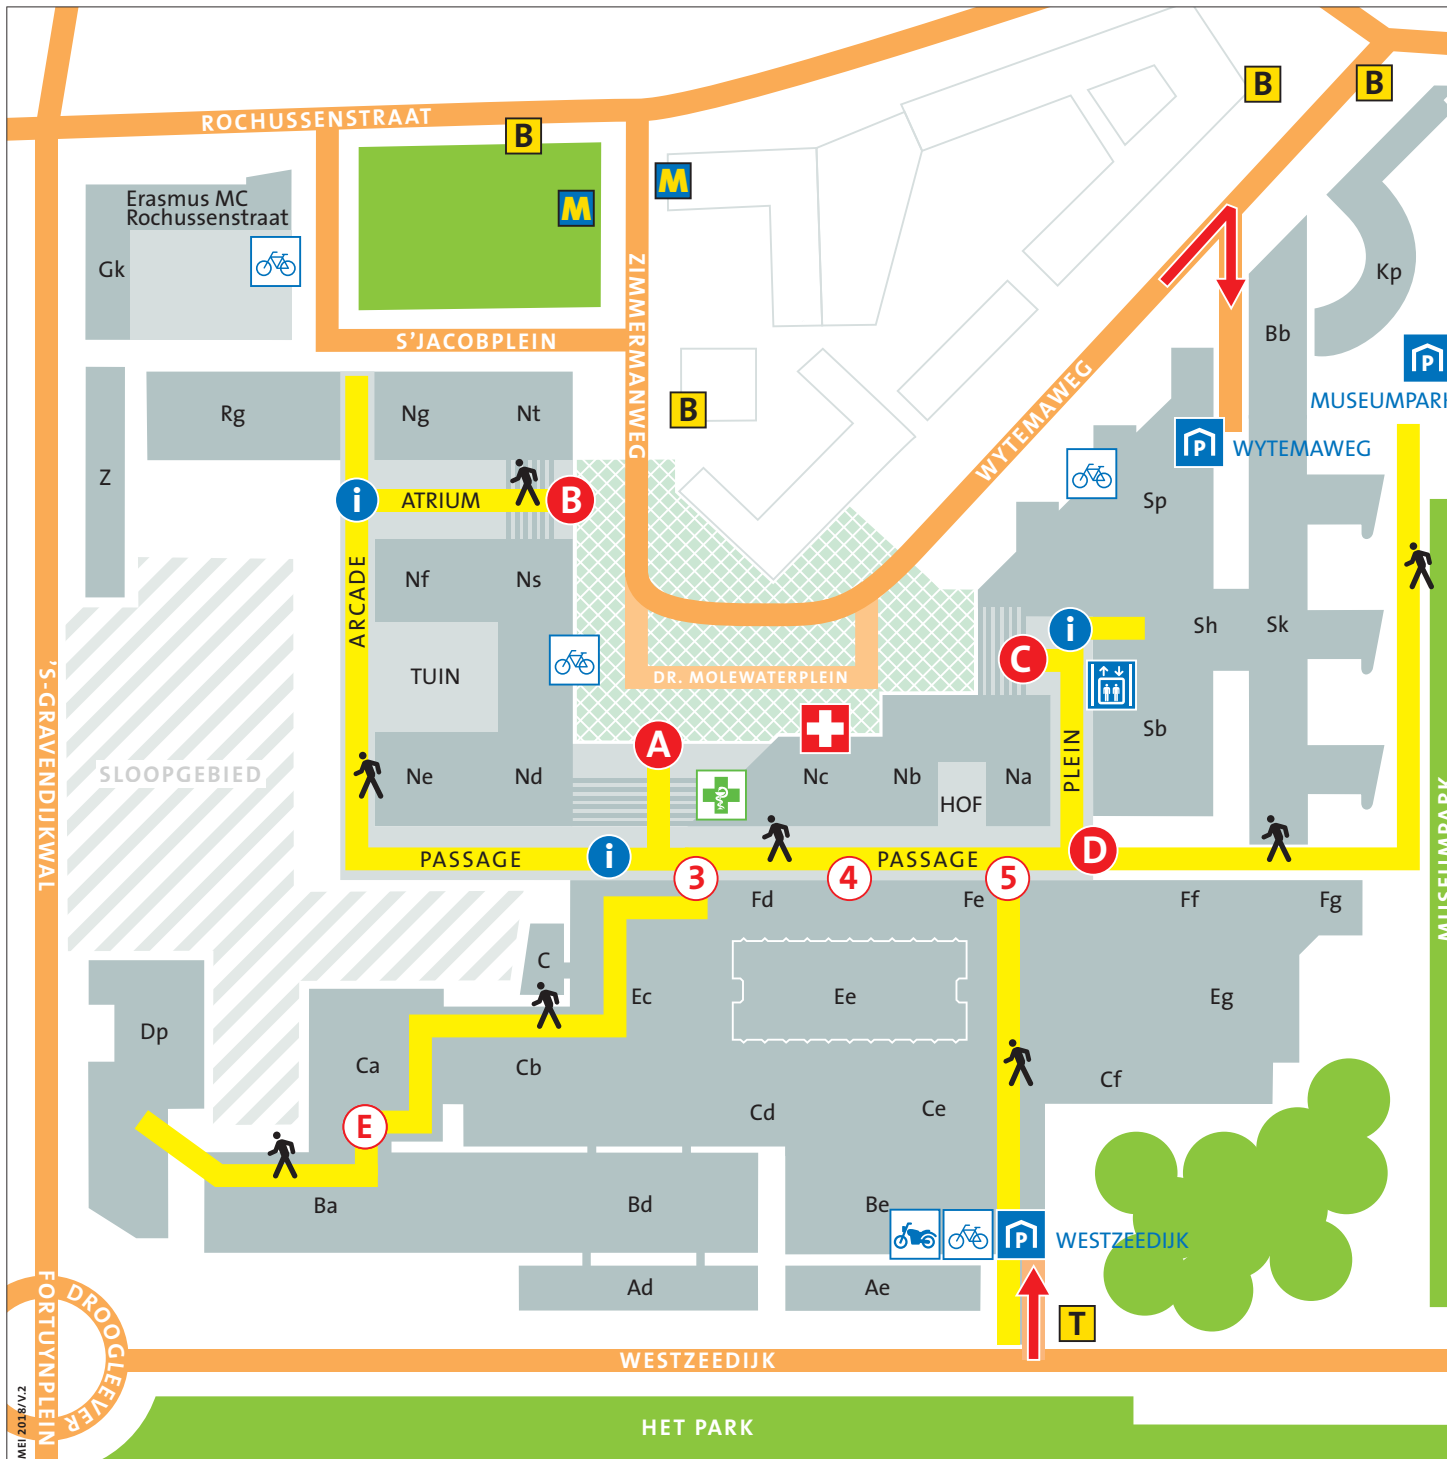 B
B
ROCHUSSENSTRAAT
B
M
M
Erasmus MC
Rochussenstraat
Gk
Kp
ZIMMERMANWEG
Bb
S'JACOBPLEIN
P
MUSEUMPARK
WYTEMAWEG
Rg
Ng
Nt
B
P
WYTEMAWEG
Z
i
ATRIUM
B
Sp
ARCADE
Nf
Ns
i
Sh
Sk
C
TUIN
DR. MOLEWATERPLEIN
'S-GRAVENDIJKWAL
A
Sb
SLOOPGEBIED
Ne
Nd
Nc
Nb
Na
PLEIN
HOF
PASSAGE
i
PASSAGE
D
MUSEUMPARK
3
4
5
Fd
Fe
Ff
Fg
C
Ec
Ee
Eg
Dp
Ca
Cb
Cd
Ce
Cf
E
Ba
Bd
Be
P
WESTZEEDIJK
Ad
Ae
T
DROOGLEEVER
FORTUYNPLEIN
WESTZEEDIJK
MEI 2018/V.2
HET PARK